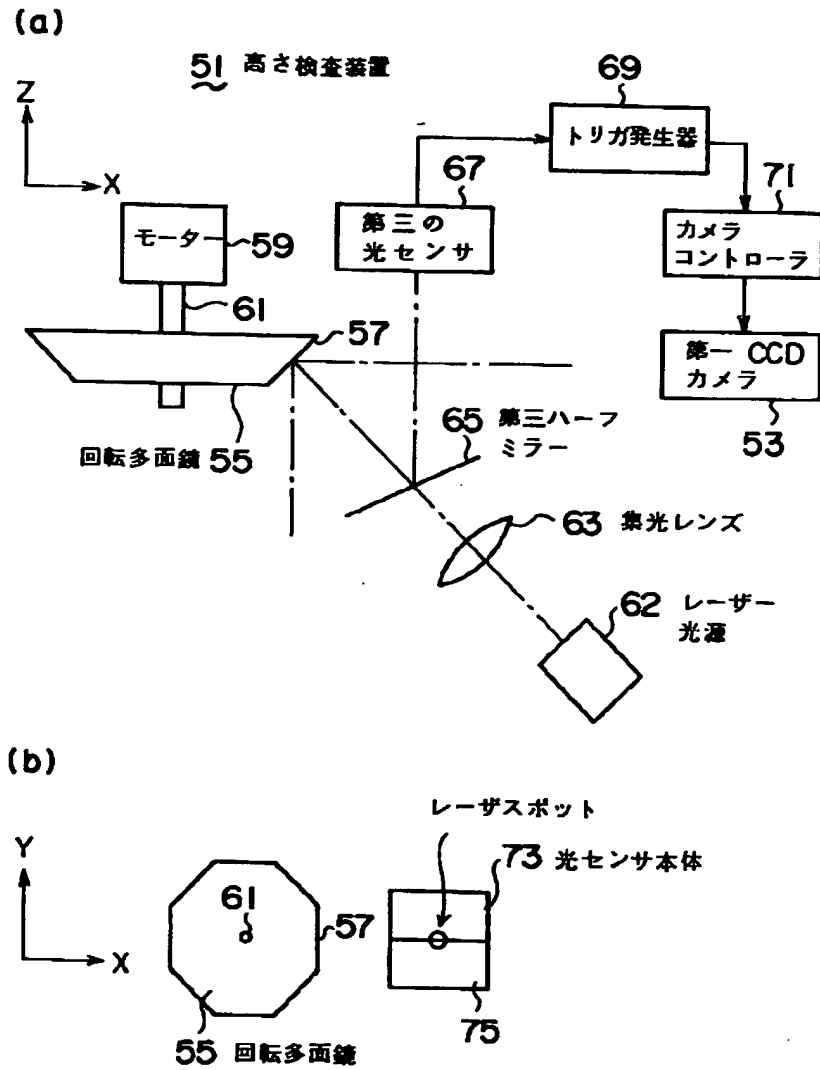 (a)
51 高さ検査装置
Z
X
69
トリガ発生器
67
第三の
光センサ
71
カメラ
コントローラ
モーター 59
61
57
第一 CCD
カメラ
53
回転多面鏡 55
65 第三ハーフ
ミラー
63 集光レンズ
62 レーザー
光源
(b)
レーザスポット
Y
X
73 光センサ本体
61
57
75
55 回転多面鏡